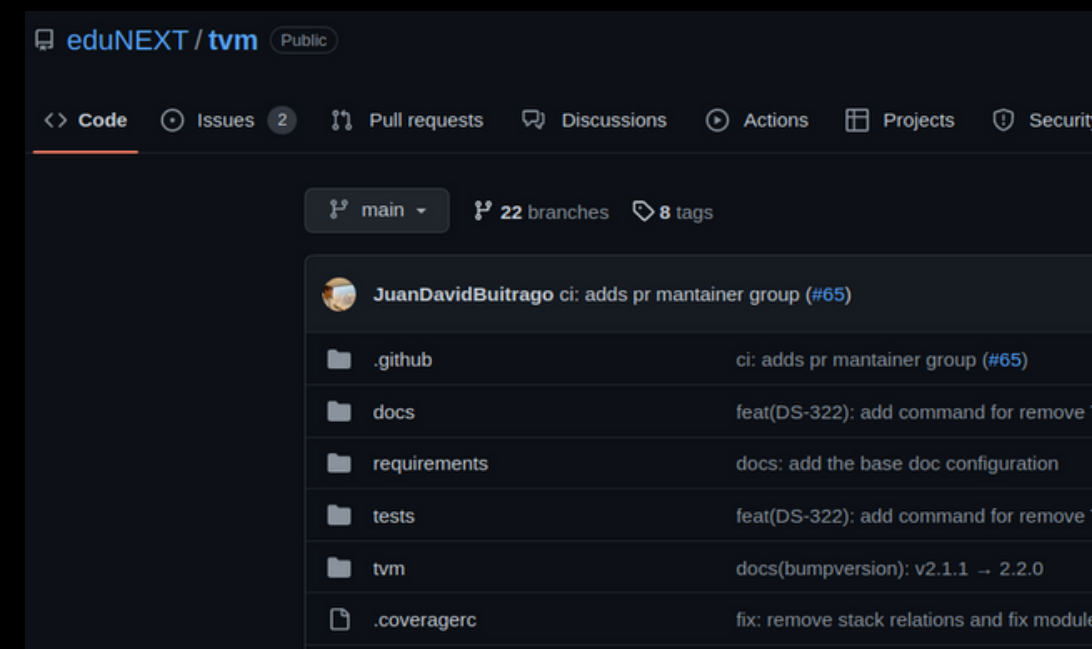 eduNEXT / tvm Public
Code Issues 2 Pull requests Discussions Actions Projects
main 22 branches 8 tags
JuanDavidBuitrago ci: adds pr mantainer group (#65)
.github ci: adds pr mantainer group (#65)
docs feat(DS-322): add command for remove
requirements docs: add the base doc configuration
tests feat(DS-322): add command for remove
tvm docs(bumpversion): v2.1.1 → 2.2.0
.coveragerc fix: remove stack relations and fix module